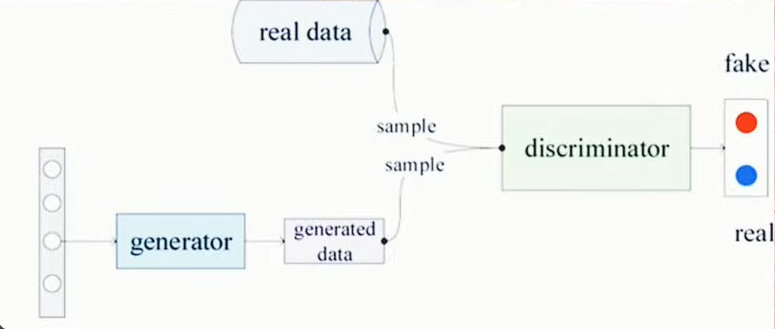 real data
fake
sample
discriminator
sample
generated
data
generator
real